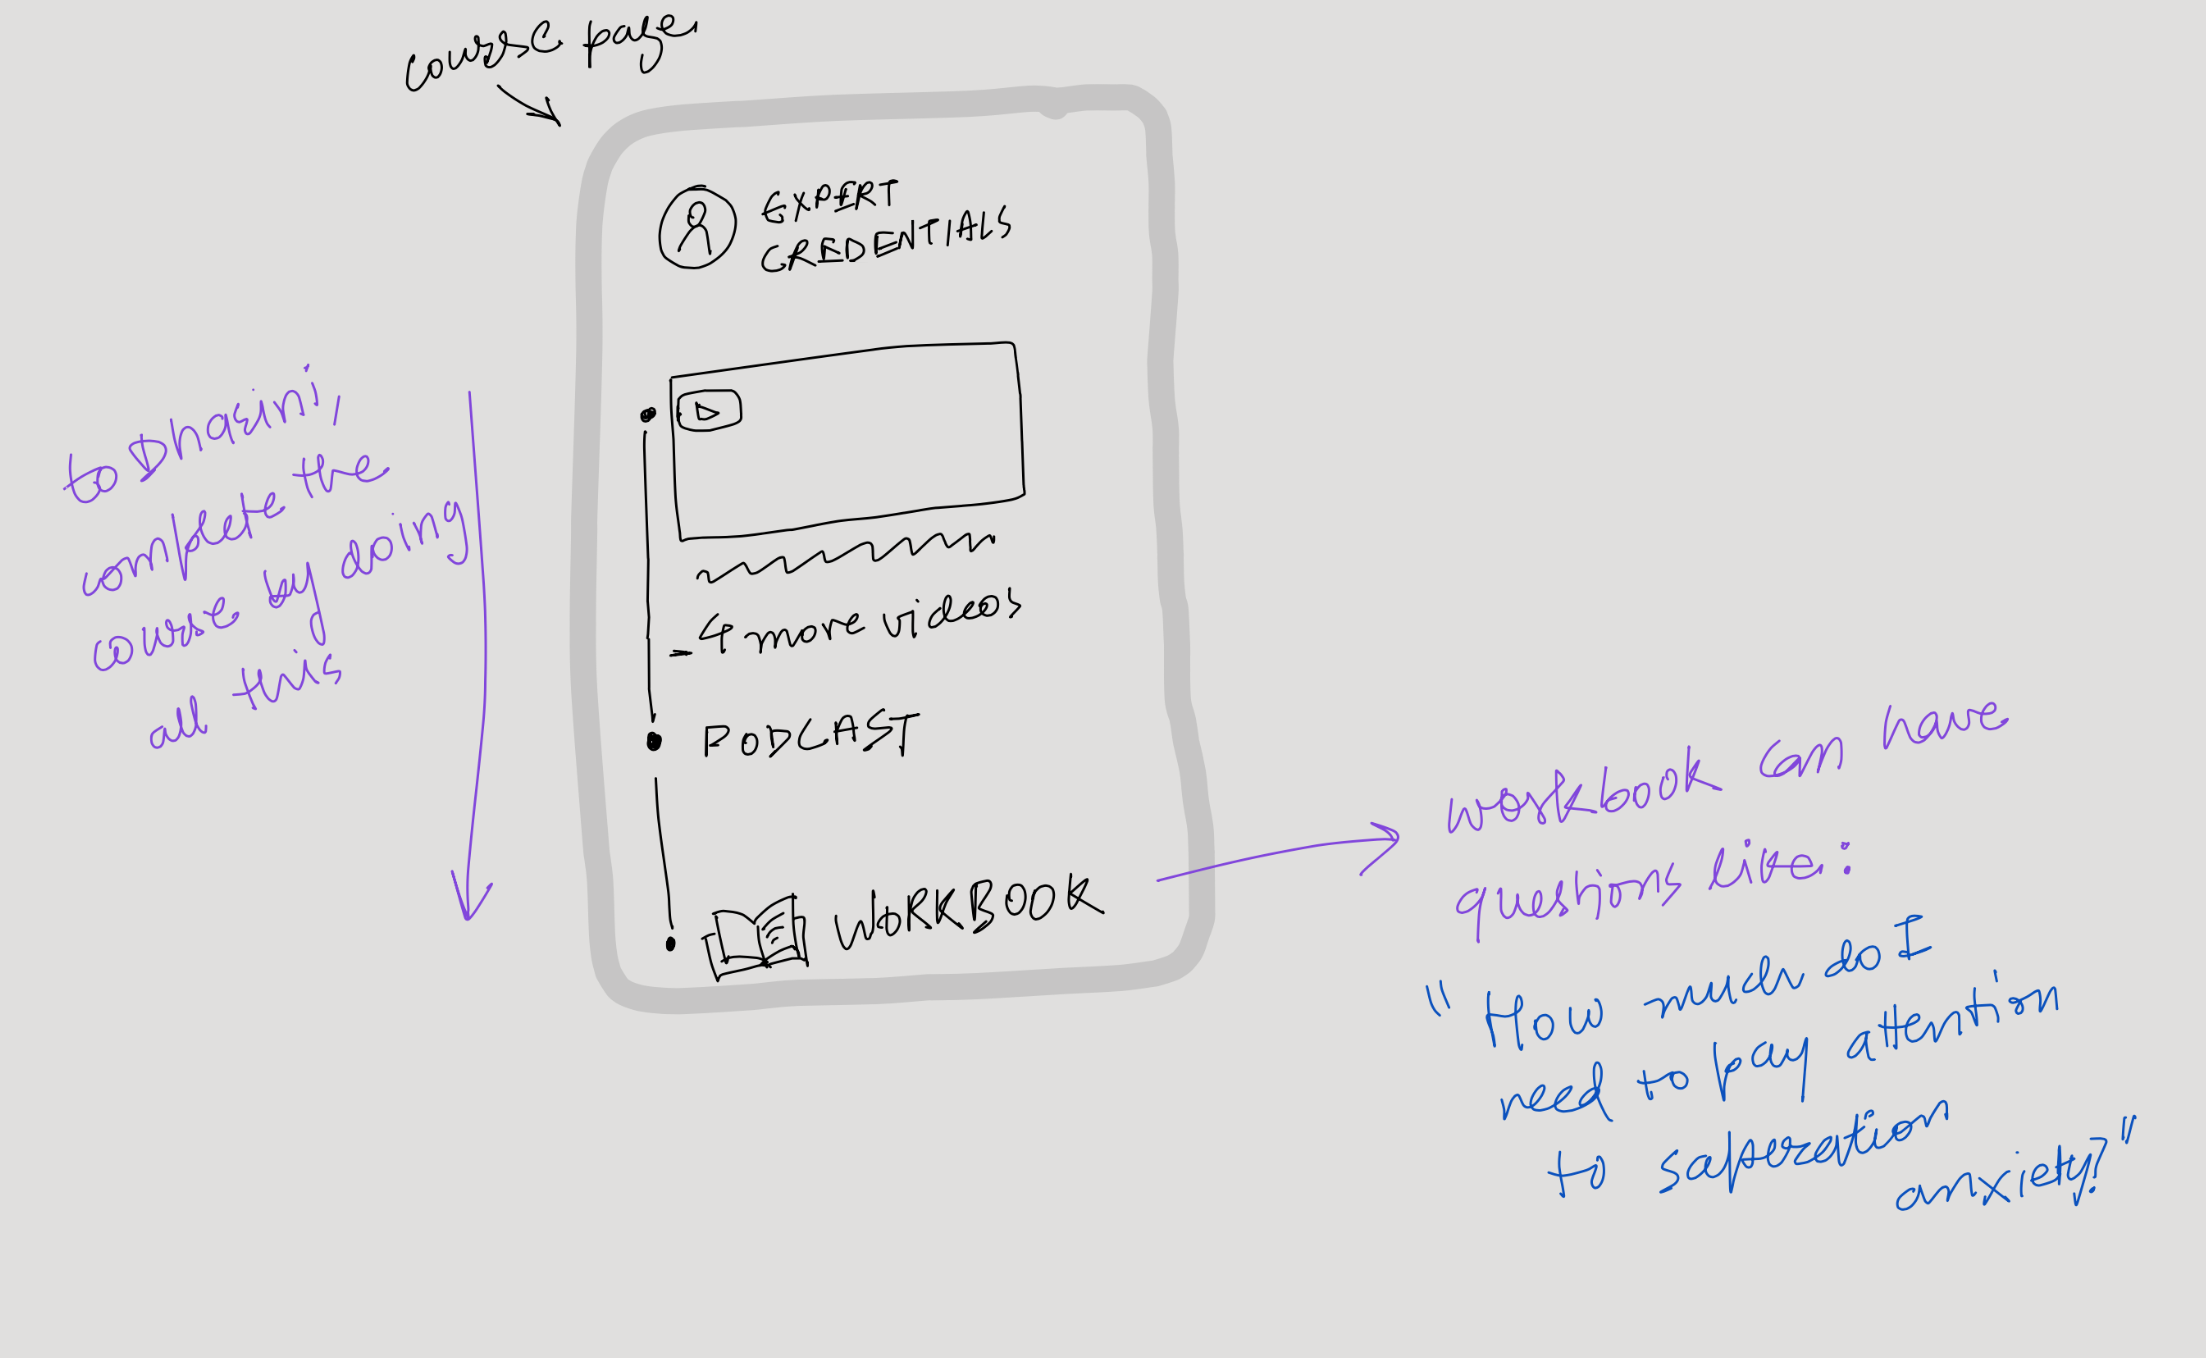 course page
EXPERT
CREDENTIALS
- 4 more videos
PODCAST
WORKBOOK
to Dhasini,
complete the
course by doing
all this
workbook can have
questions like:
"How much do I
need to pay attention
to saperation
anxiety?"